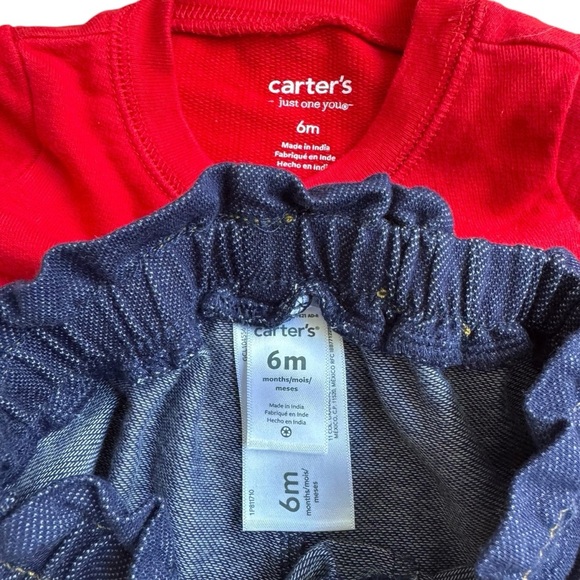 carter's
just one you®
6m
Made in India
Fabriqué en Inde
Hecho en India
carter's®
6m
months/mois/
meses
Made in India
Fabriqué en Inde
Hecho en India
6m
months/mois/
meses
1P811710